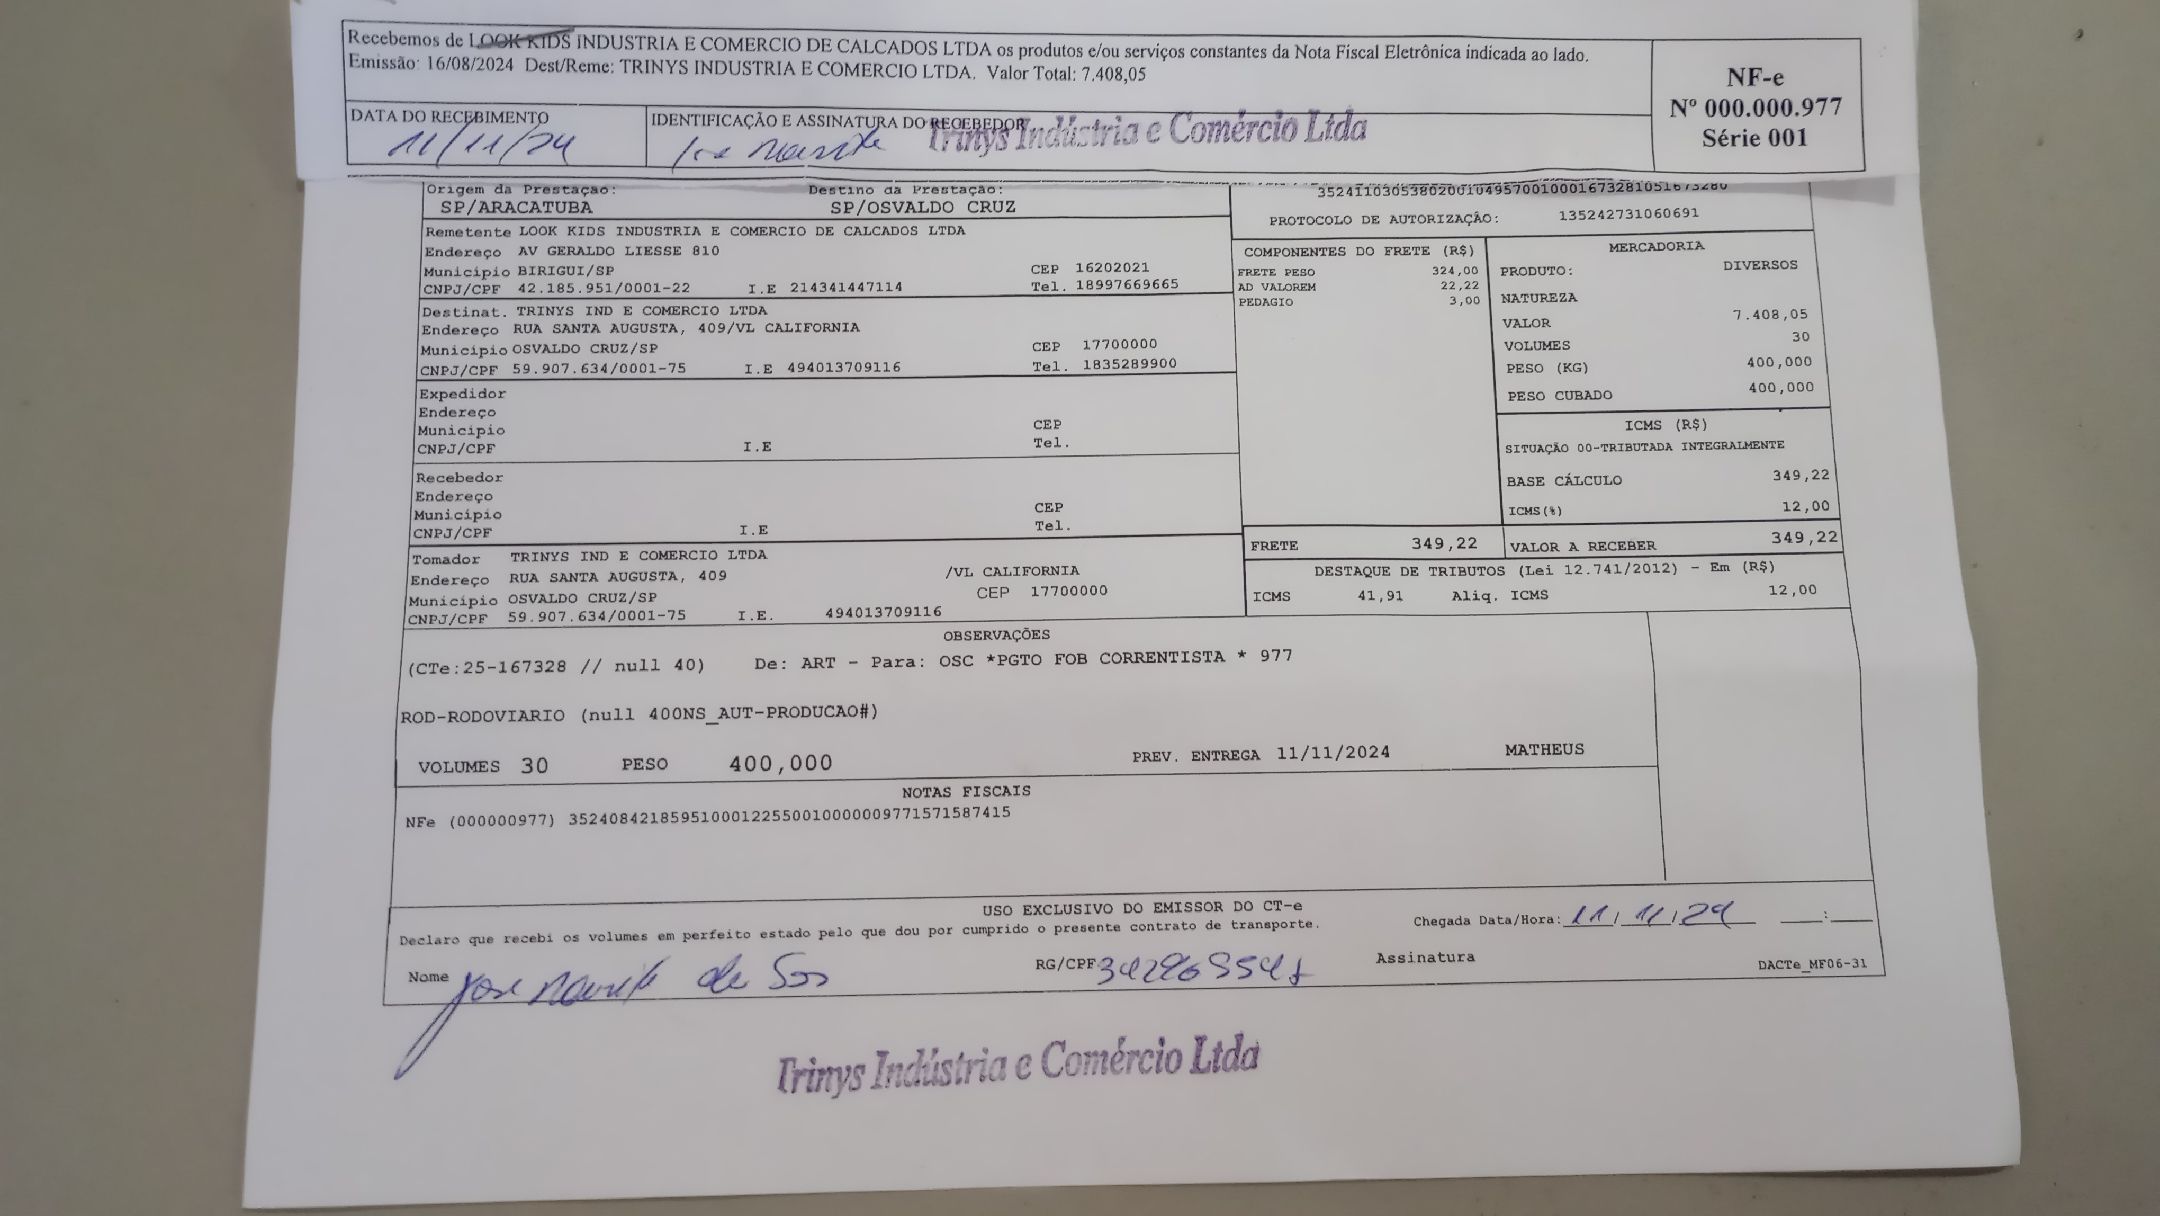 Recebemos de LOOK KIDS INDUSTRIA E COMERCIO DE CALCADOS LTDA os produtos e/ou serviços constantes da Nota Fiscal Eletrônica indicada ao lado.
Emissão: 16/08/2024 Dest/Reme: TRINYS INDUSTRIA E COMERCIO LTDA. Valor Total: 7.408,05
NF-e
Nº 000.000.977
Série 001
DATA DO RECEBIMENTO
11/11/24
IDENTIFICAÇÃO E ASSINATURA DO RECEBEDOR
Trinys Indústria e Comércio Ltda
Origem da Prestação: Destino da Prestação:
SP/ARACATUBA SP/OSVALDO CRUZ
PROTOCOLO DE AUTORIZAÇÃO: 135242731060691
Remetente LOOK KIDS INDUSTRIA E COMERCIO DE CALCADOS LTDA
Endereço AV GERALDO LIESSE 810
Município BIRIGUI/SP CEP 16202021
CNPJ/CPF 42.185.951/0001-22 I.E 214341447114 Tel. 18997669665
Destinat. TRINYS IND E COMERCIO LTDA
Endereço RUA SANTA AUGUSTA, 409/VL CALIFORNIA
Município OSVALDO CRUZ/SP CEP 17700000
CNPJ/CPF 59.907.634/0001-75 I.E 494013709116 Tel. 1835289900
Expedidor
Endereço
Município CEP
CNPJ/CPF I.E Tel.
Recebedor
Endereço
Município CEP
CNPJ/CPF I.E Tel.
Tomador TRINYS IND E COMERCIO LTDA
Endereço RUA SANTA AUGUSTA, 409 /VL CALIFORNIA
Município OSVALDO CRUZ/SP CEP 17700000
CNPJ/CPF 59.907.634/0001-75 I.E. 494013709116
COMPONENTES DO FRETE (R$)
FRETE PESO 324,00
AD VALOREM 22,22
PEDAGIO 3,00
MERCADORIA
PRODUTO: DIVERSOS
NATUREZA
VALOR 7.408,05
VOLUMES 30
PESO (KG) 400,000
PESO CUBADO 400,000
ICMS (R$)
SITUAÇÃO 00-TRIBUTADA INTEGRALMENTE
BASE CÁLCULO 349,22
ICMS(%) 12,00
FRETE 349,22 VALOR A RECEBER 349,22
DESTAQUE DE TRIBUTOS (Lei 12.741/2012) - Em (R$)
ICMS 41,91 Aliq. ICMS 12,00
OBSERVAÇÕES
(CTe:25-167328 // null 40) De: ART - Para: OSC *PGTO FOB CORRENTISTA * 977
ROD-RODOVIARIO (null 400NS_AUT-PRODUCAO#)
VOLUMES 30 PESO 400,000 PREV. ENTREGA 11/11/2024 MATHEUS
NOTAS FISCAIS
NFe (000000977) 35240842185951000122550010000009771571587415
USO EXCLUSIVO DO EMISSOR DO CT-e
Declaro que recebi os volumes em perfeito estado pelo que dou por cumprido o presente contrato de transporte.
Chegada Data/Hora: 11/11/24 __:__
Nome Jose
RG/CPF
Assinatura
DACTe_MF06-31
Trinys Indústria e Comércio Ltda